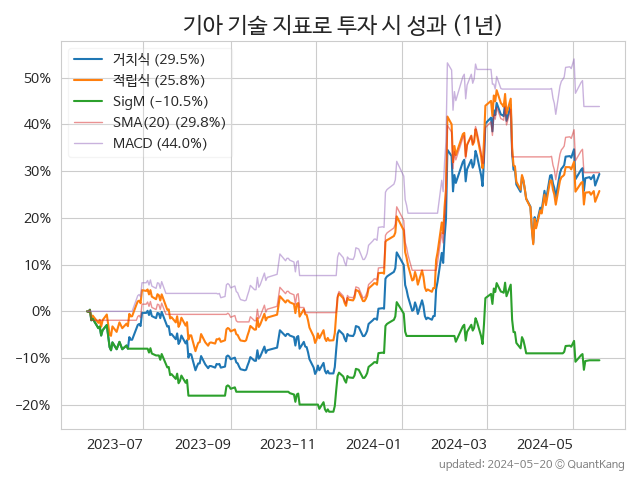 기아 기술 지표로 투자 시 성과 (1년)
거치식 (29.5%)
적립식 (25.8%)
SigM (−10.5%)
SMA(20) (29.8%)
MACD (44.0%)
50%
40%
30%
20%
10%
0%
−10%
−20%
2023−07
2023−09
2023−11
2024−01
2024−03
2024−05
updated: 2024-05-20 ⓒ QuantKang